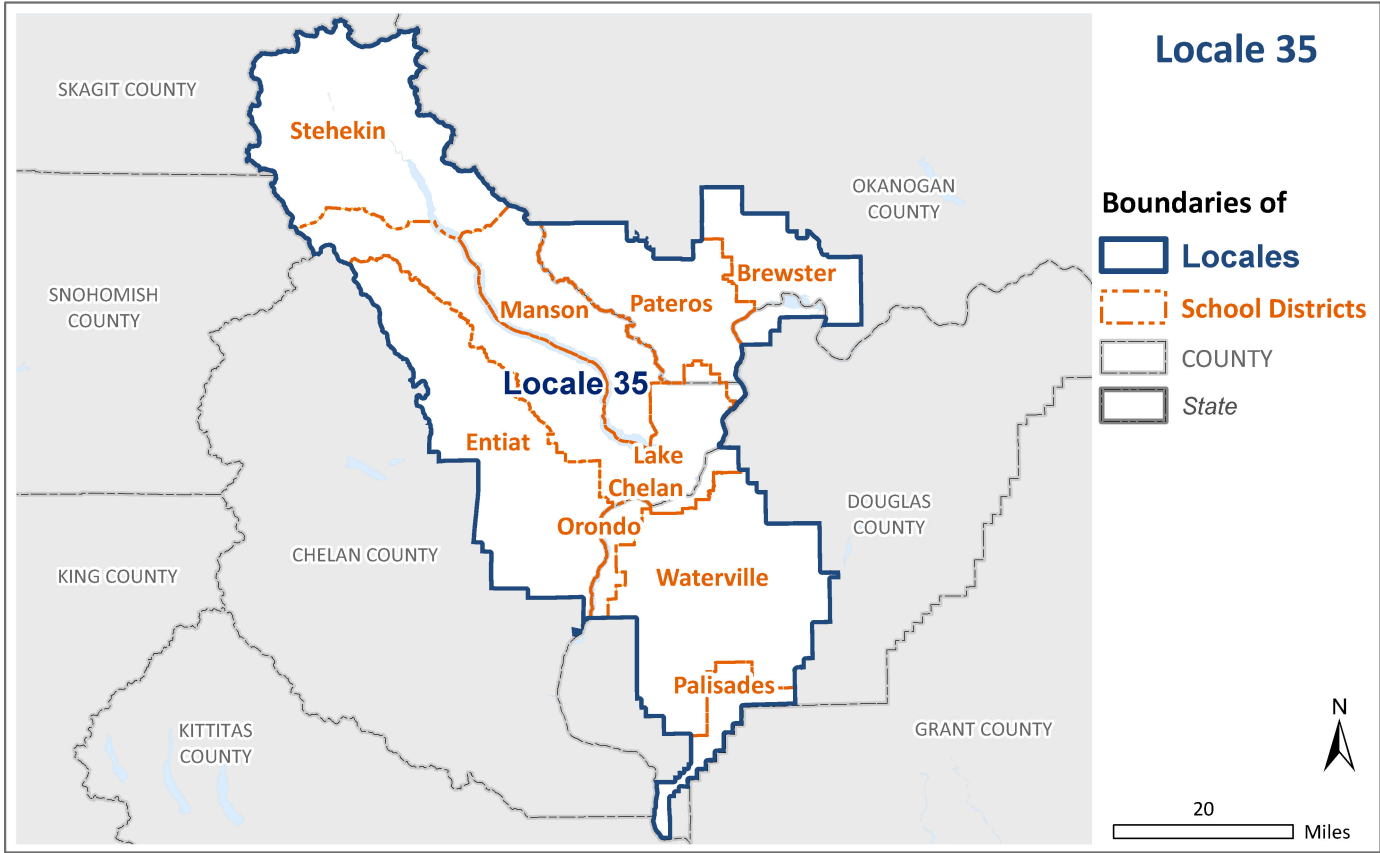 Locale 35
SKAGIT COUNTY
Stehekin
OKANOGAN
COUNTY
Boundaries of
Locales
School Districts
COUNTY
State
Brewster
SNOHOMISH
COUNTY
Manson
Pateros
Locale 35
Entiat
Lake
Chelan
Orondo
DOUGLAS
COUNTY
CHELAN COUNTY
KING COUNTY
Waterville
Palisades
KITTITAS
COUNTY
GRANT COUNTY
N
20
Miles